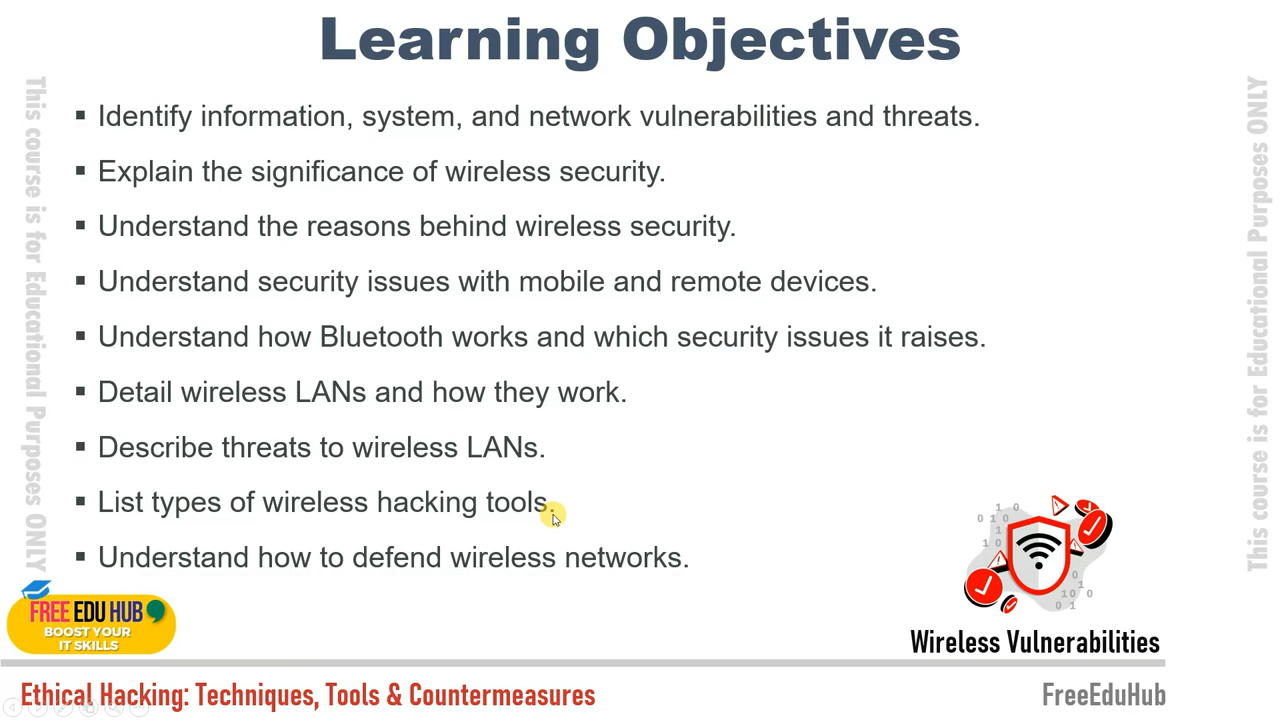 Learning Objectives
▪ Identify information, system, and network vulnerabilities and threats.
▪ Explain the significance of wireless security.
▪ Understand the reasons behind wireless security.
▪ Understand security issues with mobile and remote devices.
▪ Understand how Bluetooth works and which security issues it raises.
▪ Detail wireless LANs and how they work.
▪ Describe threats to wireless LANs.
▪ List types of wireless hacking tools.
▪ Understand how to defend wireless networks.
This course is for Educational Purposes ONLY
This course is for Educational Purposes ONLY
FREE EDU HUB
BOOST YOUR
IT SKILLS
Wireless Vulnerabilities
Ethical Hacking: Techniques, Tools & Countermeasures
FreeEduHub